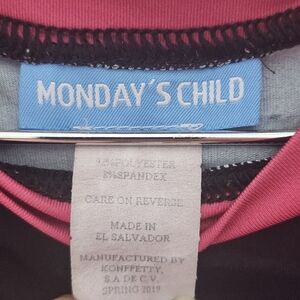 MONDAY'S CHILD
POLYESTER
SPANDEX
CARE ON REVERSE
MADE IN
EL SALVADOR
MANUFACTURED BY
KONFFETTY,
S.A DE C.V.
SPRING 2019